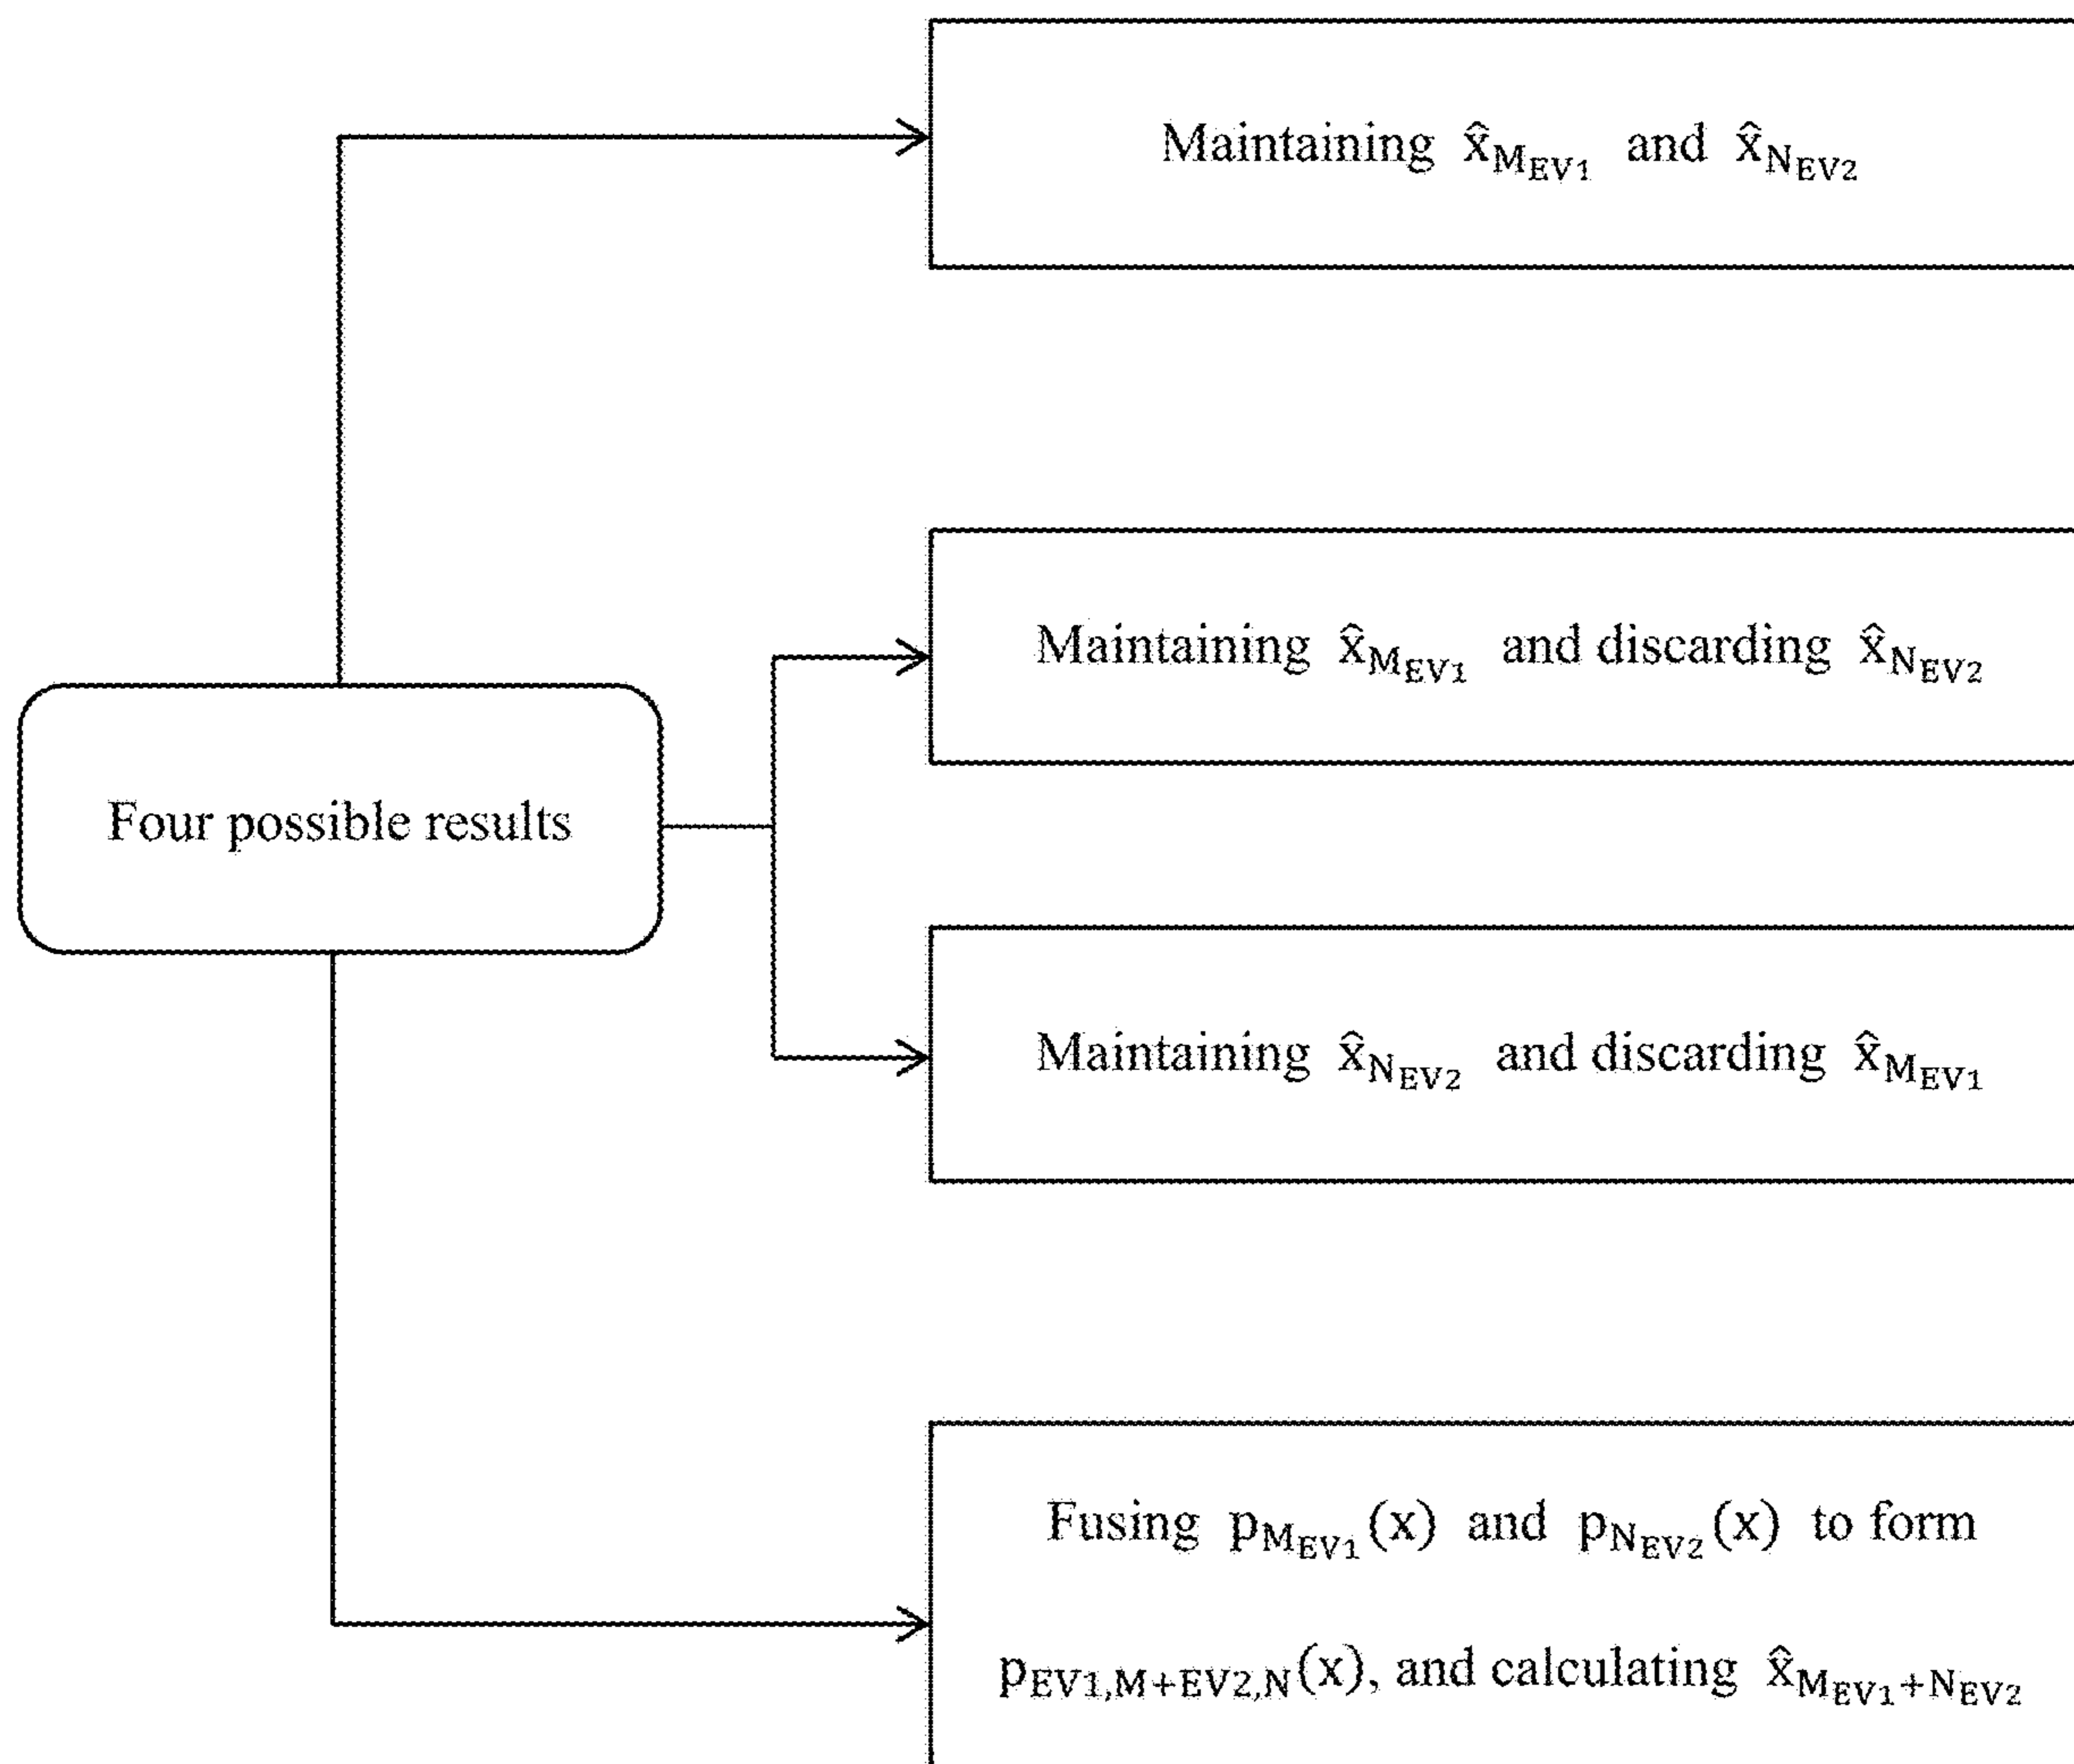 Maintaining x̂_{M_{EV1}} and x̂_{N_{EV2}}
Maintaining x̂_{M_{EV1}} and discarding x̂_{N_{EV2}}
Four possible results
Maintaining x̂_{N_{EV2}} and discarding x̂_{M_{EV1}}
Fusing p_{M_{EV1}}(x) and p_{N_{EV2}}(x) to form
p_{EV1,M+EV2,N}(x), and calculating x̂_{M_{EV1}+N_{EV2}}